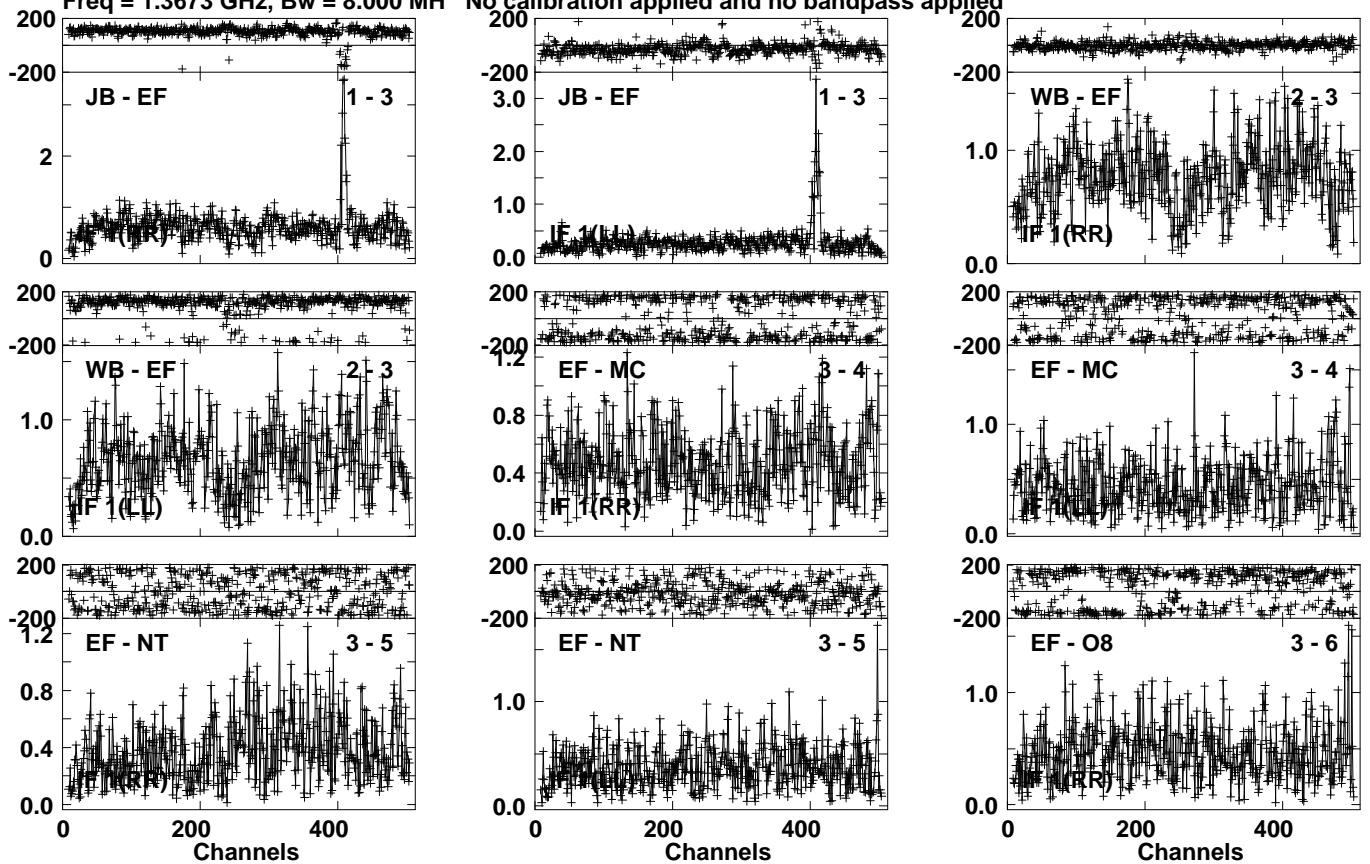 Freq = 1.3673 GHz, Bw = 8.000 MH No calibration applied and no bandpass applied
200
-200
JB - EF 1 - 3
2
0
IF 1(RR)
JB - EF 1 - 3
3.0
2.0
1.0
0.0
IF 1(LL)
200
-200
WB - EF 2 - 3
1.0
0.0
IF 1(RR)
200
-200
WB - EF 2 - 3
1.0
0.0
IF 1(LL)
200
-200
EF - MC 3 - 4
1.2
0.8
0.4
0.0
IF 1(RR)
200
-200
EF - MC 3 - 4
1.0
0.0
IF 1(LL)
200
-200
EF - NT 3 - 5
1.2
0.8
0.4
0.0
IF 1(RR)
0 200 400
Channels
200
-200
EF - NT 3 - 5
1.0
0.0
IF 1(LL)
0 200 400
Channels
200
-200
EF - O8 3 - 6
1.0
0.0
IF 1(RR)
0 200 400
Channels